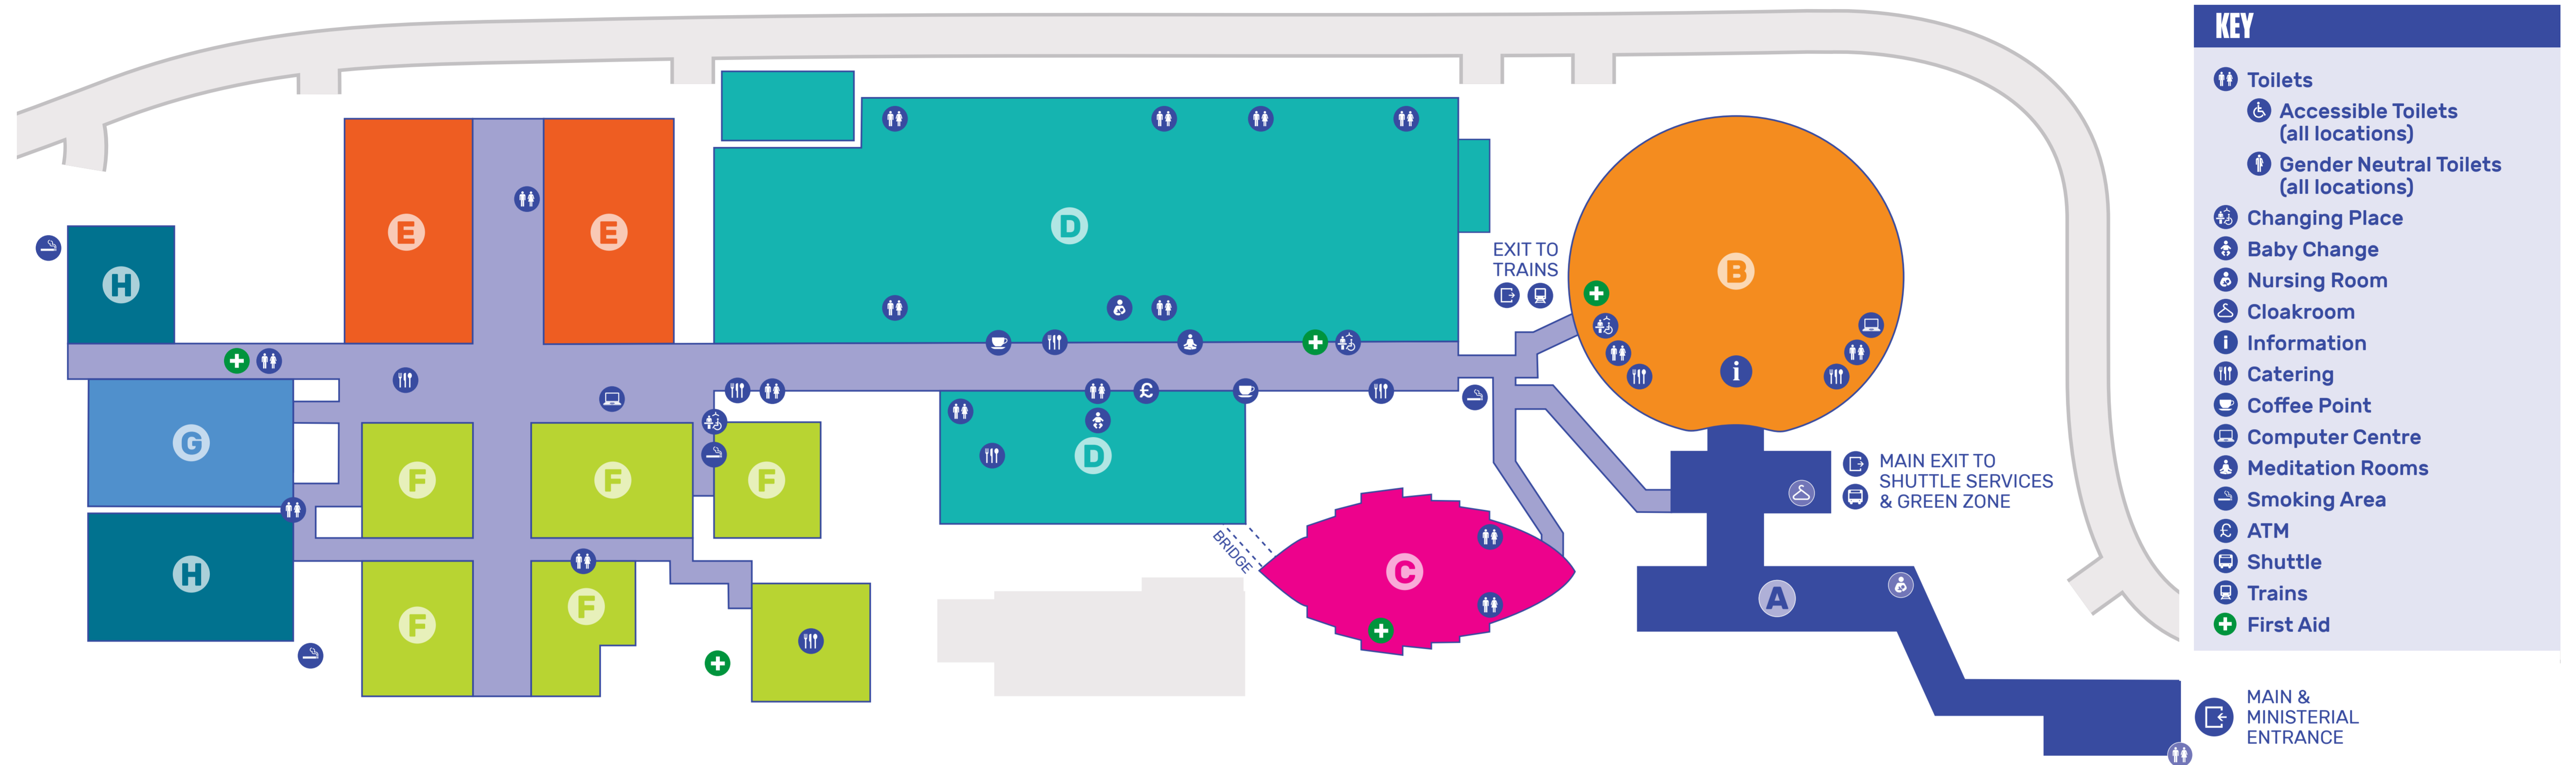 KEY
Toilets
Accessible Toilets
(all locations)
Gender Neutral Toilets
(all locations)
Changing Place
Baby Change
Nursing Room
Cloakroom
i Information
Catering
Coffee Point
Computer Centre
Meditation Rooms
Smoking Area
£ ATM
Shuttle
Trains
First Aid
E
E
D
B
H
EXIT TO
TRAINS
i
£
G
F
F
F
D
MAIN EXIT TO
SHUTTLE SERVICES
& GREEN ZONE
BRIDGE
H
C
A
F
F
MAIN &
MINISTERIAL
ENTRANCE